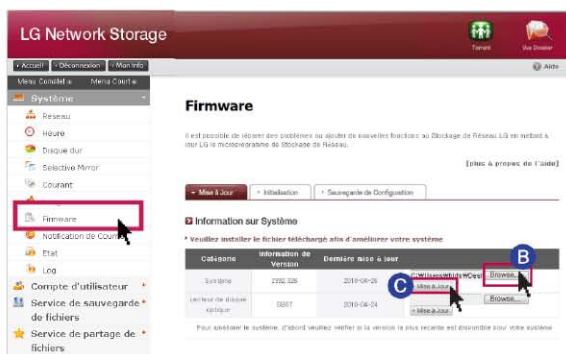 LG Network Storage
Torrent
Vue Dossier
Accueil Déconnexion Mon Info
Aide
Menu Complet Menu Court
Système
Réseau
Heure
Disque dur
Selective Mirror
Courant
Firmware
Notification de
Etat
Log
Compte d'utilisateur
Service de sauvegarde de fichiers
Service de partage de fichiers
Firmware
Il est possible de réparer des problèmes ou ajouter de nouvelles fonctions au Stockage de Réseau LG en mettant à
jour LG le microprogramme de Stockage de Réseau.
[plus à propos de l'aide]
Mise à Jour Initialisation Sauvegarde de Configuration
Information sur Système
* Veuillez installer le fichier téléchargé afin d'améliorer votre système
Catégorie Information de Version Dernière mise à jour
B
Système 2010-04-26 Browse...
C
Mise à Jour
Lecteur de disque optique 2010-04-24 Browse...
Mise à Jour
Pour améliorer le système, d'abord veuillez vérifier si la version la plus récente est disponible pour votre système